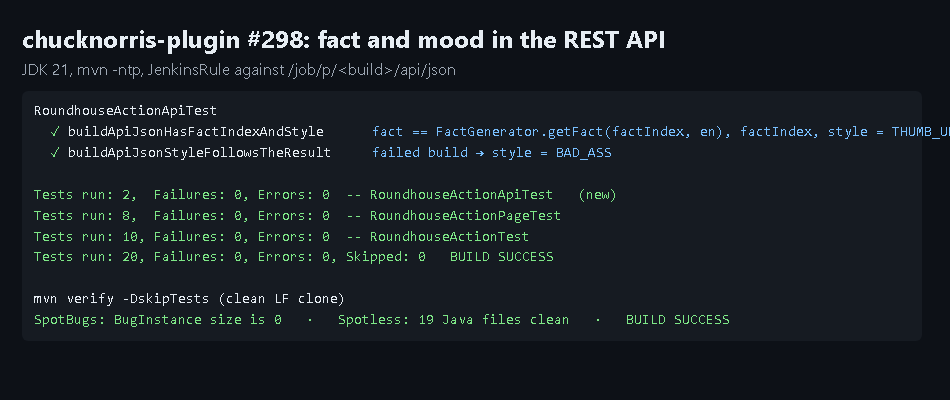 chucknorris-plugin #298: fact and mood in the REST API
JDK 21, mvn -ntp, JenkinsRule against /job/p/<build>/api/json
RoundhouseActionApiTest
✓ buildApiJsonHasFactIndexAndStyle fact == FactGenerator.getFact(factIndex, en), factIndex, style = THUMB_U
✓ buildApiJsonStyleFollowsTheResult failed build → style = BAD_ASS
Tests run: 2, Failures: 0, Errors: 0 -- RoundhouseActionApiTest (new)
Tests run: 8, Failures: 0, Errors: 0 -- RoundhouseActionPageTest
Tests run: 10, Failures: 0, Errors: 0 -- RoundhouseActionTest
Tests run: 20, Failures: 0, Errors: 0, Skipped: 0 BUILD SUCCESS
mvn verify -DskipTests (clean LF clone)
SpotBugs: BugInstance size is 0 · Spotless: 19 Java files clean · BUILD SUCCESS